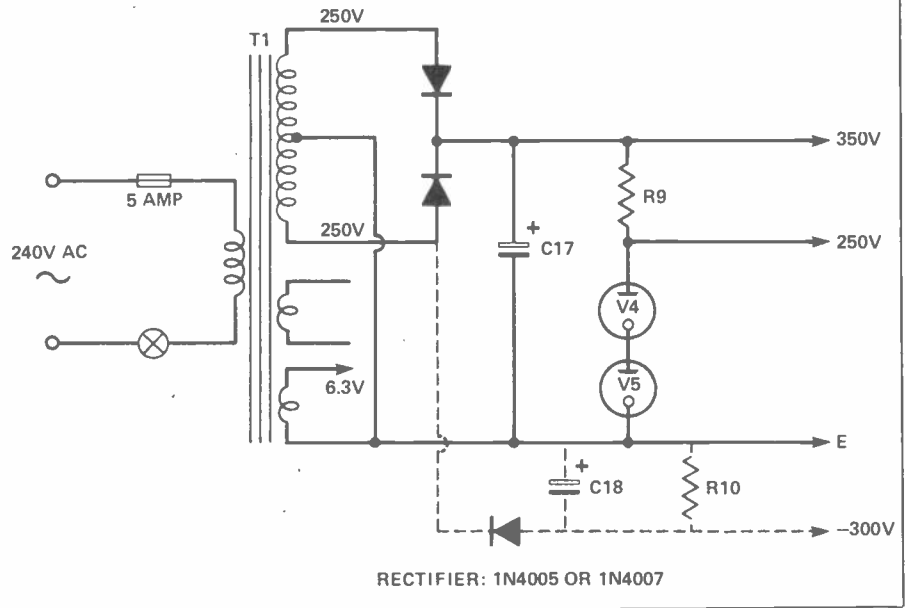 250V
T1
350V
5 AMP
R9
250V
240V AC
+
C17
250V
V4
6.3V
V5
E
+
C18
R10
−300V
RECTIFIER: 1N4005 OR 1N4007